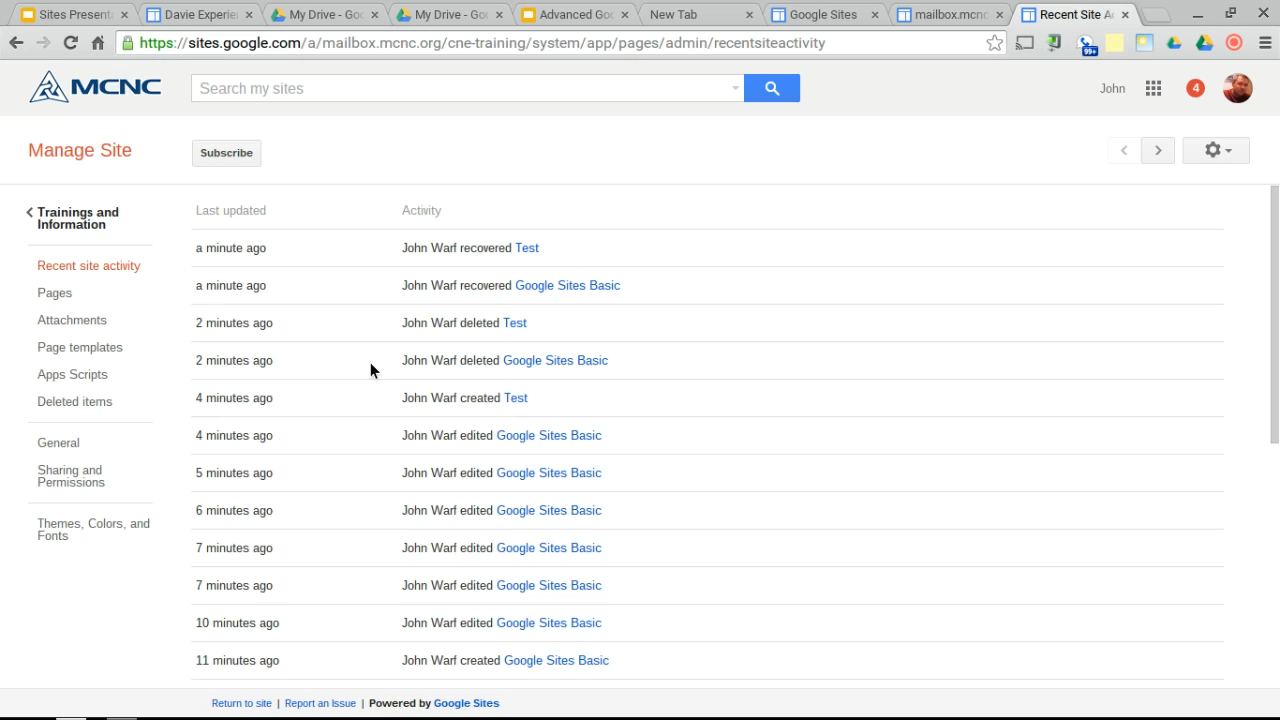 Sites Presenta
Davie Experien
My Drive - Goo
My Drive - Goo
Advanced Goo
New Tab
Google Sites
mailbox.mcnc
Recent Site Ac
https://sites.google.com/a/mailbox.mcnc.org/cne-training/system/app/pages/admin/recentsiteactivity
99+
MCNC
Search my sites
John
4
Manage Site
Subscribe
Trainings and
Information
Recent site activity
Pages
Attachments
Page templates
Apps Scripts
Deleted items
General
Sharing and
Permissions
Themes, Colors, and
Fonts
Last updated Activity
a minute ago John Warf recovered Test
a minute ago John Warf recovered Google Sites Basic
2 minutes ago John Warf deleted Test
2 minutes ago John Warf deleted Google Sites Basic
4 minutes ago John Warf created Test
4 minutes ago John Warf edited Google Sites Basic
5 minutes ago John Warf edited Google Sites Basic
6 minutes ago John Warf edited Google Sites Basic
7 minutes ago John Warf edited Google Sites Basic
7 minutes ago John Warf edited Google Sites Basic
10 minutes ago John Warf edited Google Sites Basic
11 minutes ago John Warf created Google Sites Basic
Return to site | Report an Issue | Powered by Google Sites